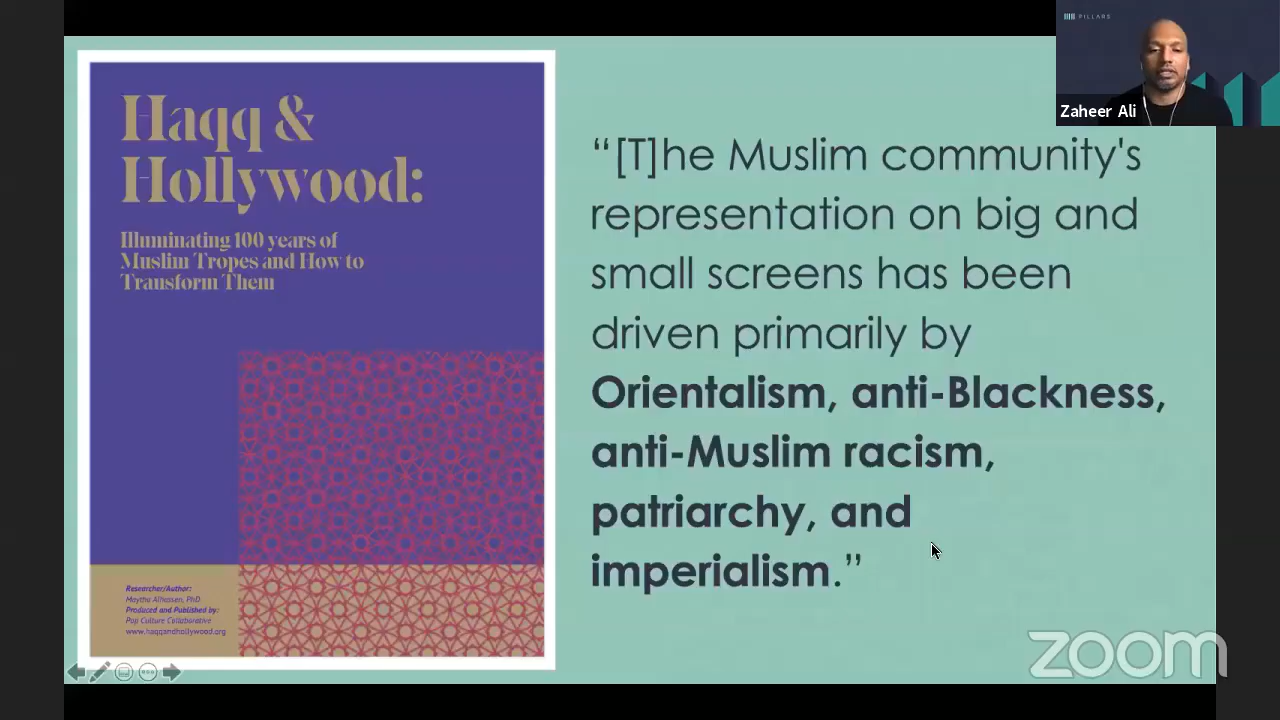 PILLARS
Zaheer Ali
Haqq &
Hollywood:
Illuminating 100 years of
Muslim Tropes and How to
Transform Them
Researcher/Author:
Maytha Alhassen, PhD
Produced and Published by:
Pop Culture Collaborative
www.haqqandhollywood.org
“[T]he Muslim community's
representation on big and
small screens has been
driven primarily by
Orientalism, anti-Blackness,
anti-Muslim racism,
patriarchy, and
imperialism.”
zoom